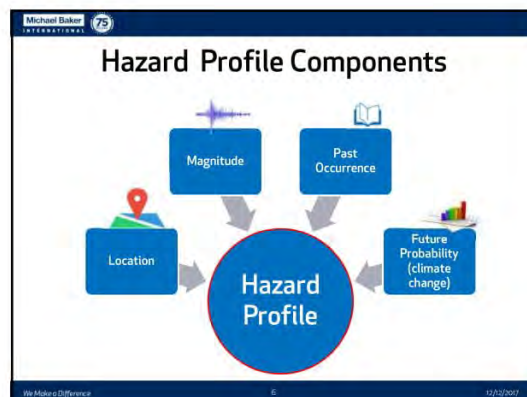 Michael Baker
INTERNATIONAL
75
Hazard Profile Components
Magnitude
Past
Occurrence
Location
Future
Probability
(climate
change)
Hazard
Profile
We Make a Difference
6
12/12/2017